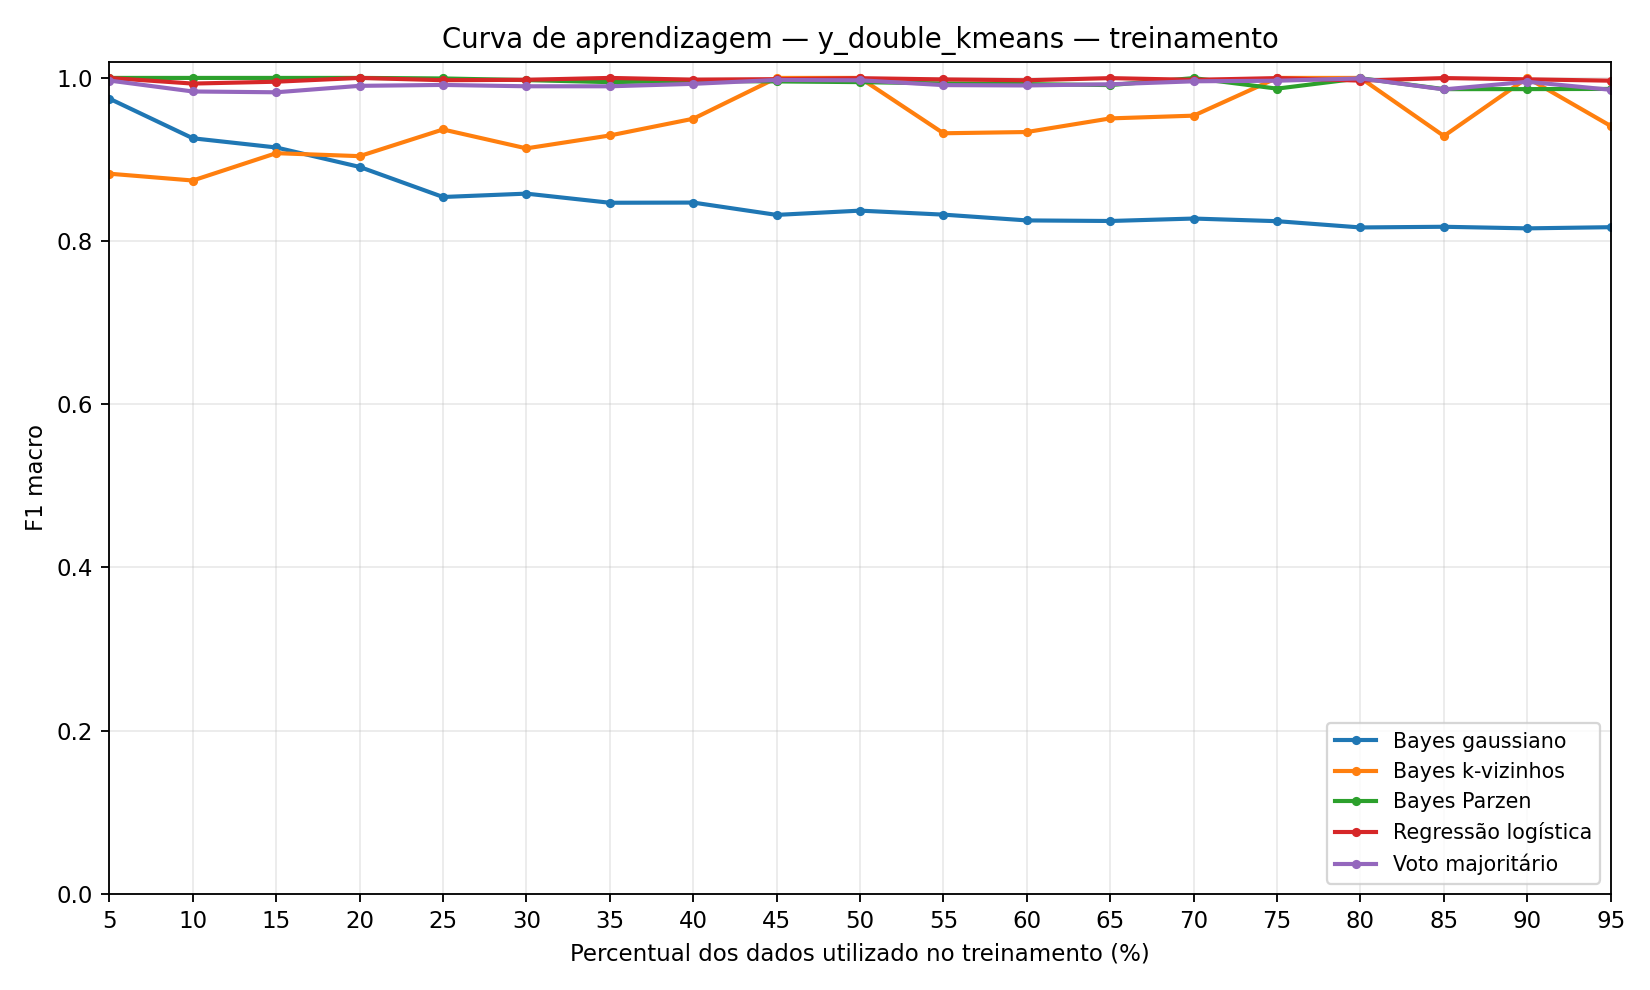 Curva de aprendizagem — y_double_kmeans — treinamento
1.0
0.8
0.6
0.4
0.2
0.0
F1 macro
5 10 15 20 25 30 35 40 45 50 55 60 65 70 75 80 85 90 95
Percentual dos dados utilizado no treinamento (%)
Bayes gaussiano
Bayes k-vizinhos
Bayes Parzen
Regressão logística
Voto majoritário